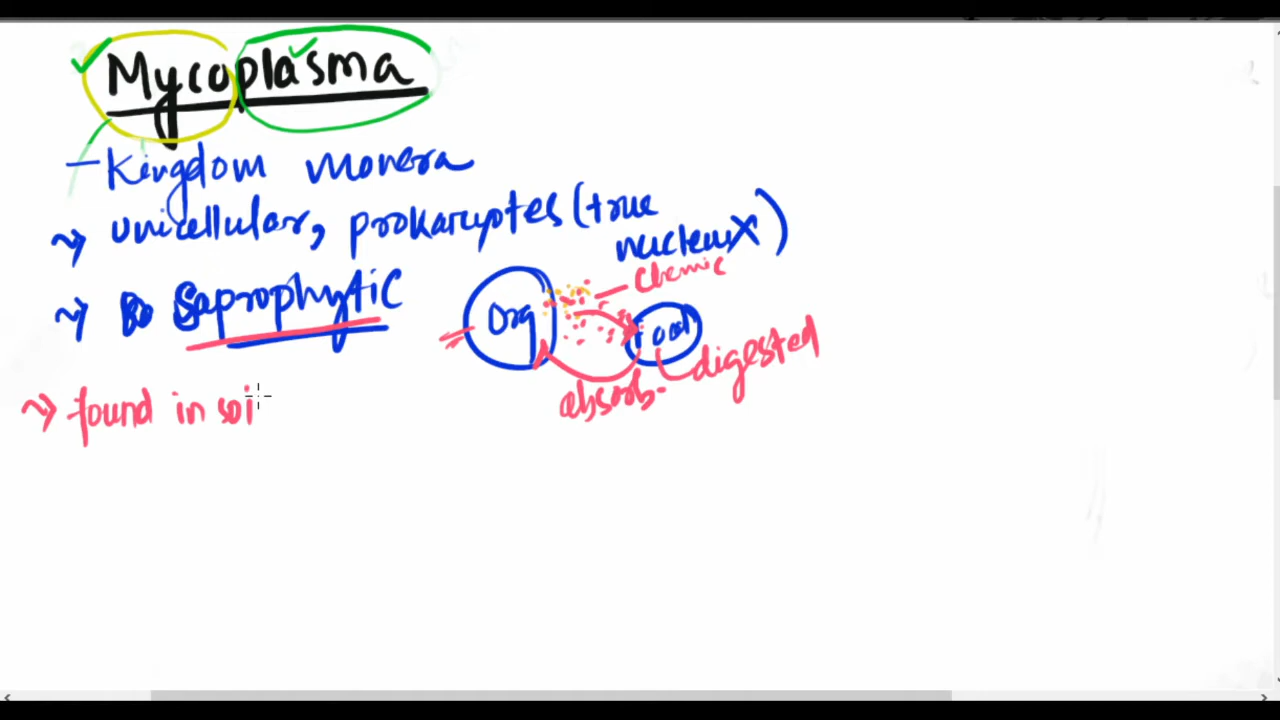 Mycoplasma
- Kingdom Monera
unicellular, prokaryotes (true
nucleus X)
Saprophytic
Org
Chemic
Food
digested
absorb.
found in soi